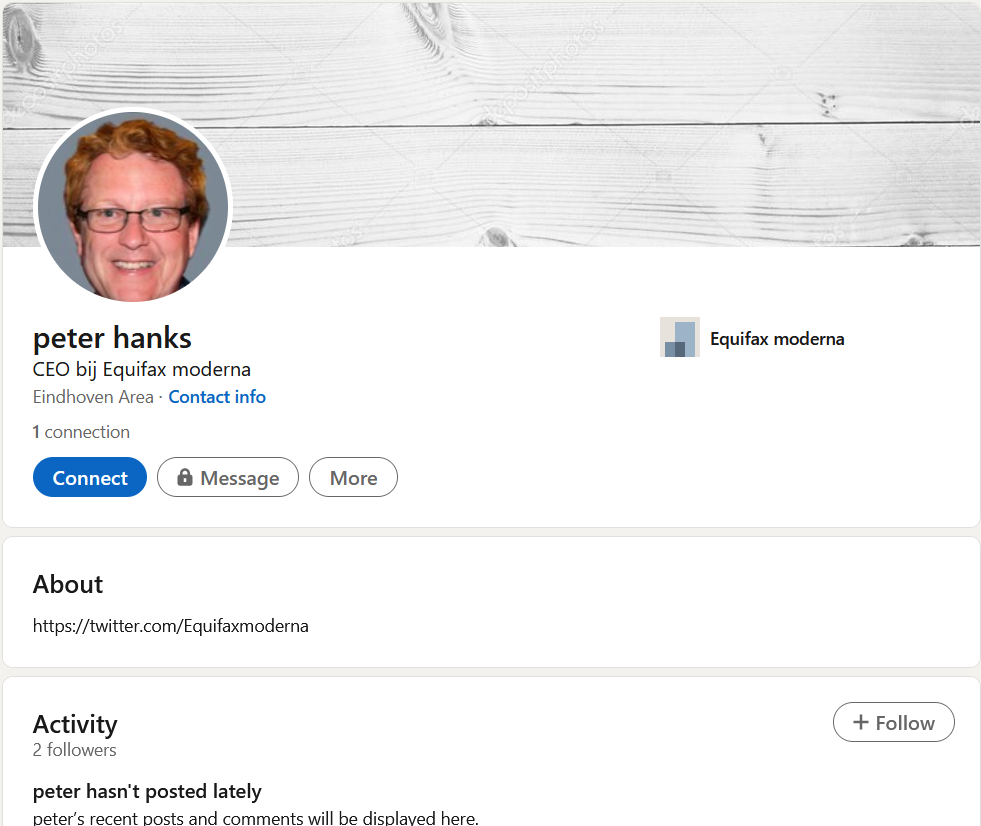 peter hanks
CEO bij Equifax moderna
Eindhoven Area · Contact info
1 connection
Connect
Message
More
Equifax moderna
About
https://twitter.com/Equifaxmoderna
Activity
2 followers
+ Follow
peter hasn't posted lately
peter's recent posts and comments will be displayed here.